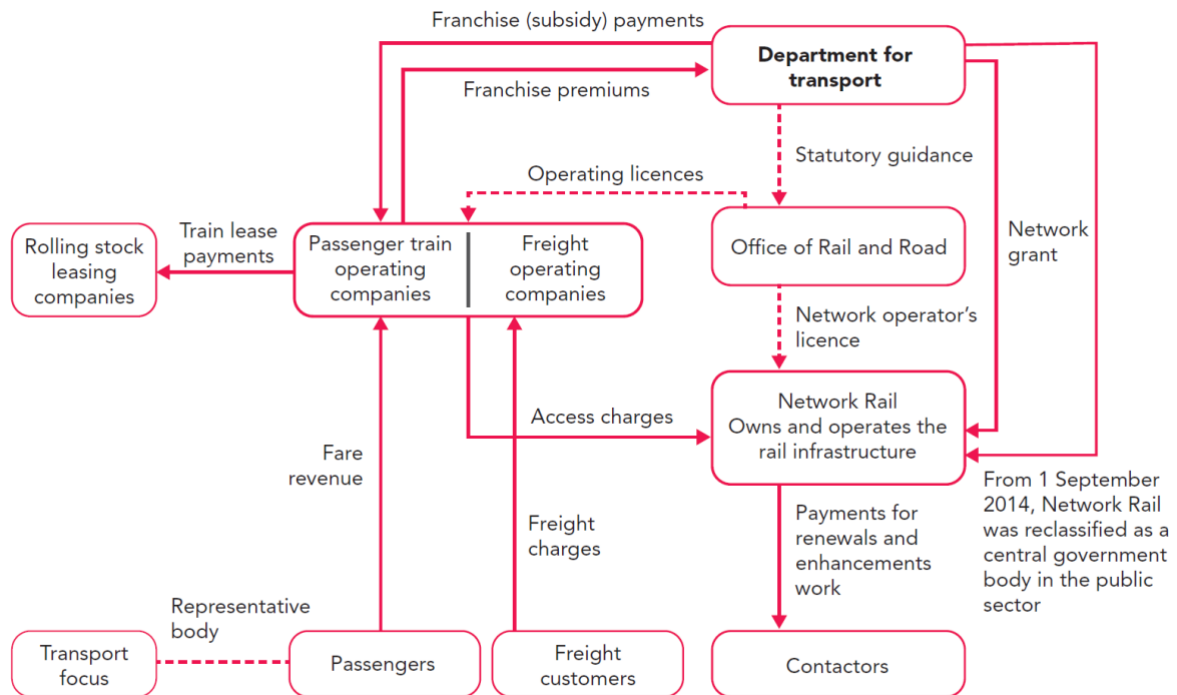 Franchise (subsidy) payments
Department for
transport
Franchise premiums
Statutory guidance
Operating licences
Rolling stock
leasing
companies
Train lease
payments
Passenger train
operating
companies
Freight
operating
companies
Office of Rail and Road
Network
grant
Network operator's
licence
Access charges
Network Rail
Owns and operates the
rail infrastructure
Fare
revenue
Freight
charges
Payments for
renewals and
enhancements
work
From 1 September
2014, Network Rail
was reclassified as a
central government
body in the public
sector
Representative
body
Transport
focus
Passengers
Freight
customers
Contactors